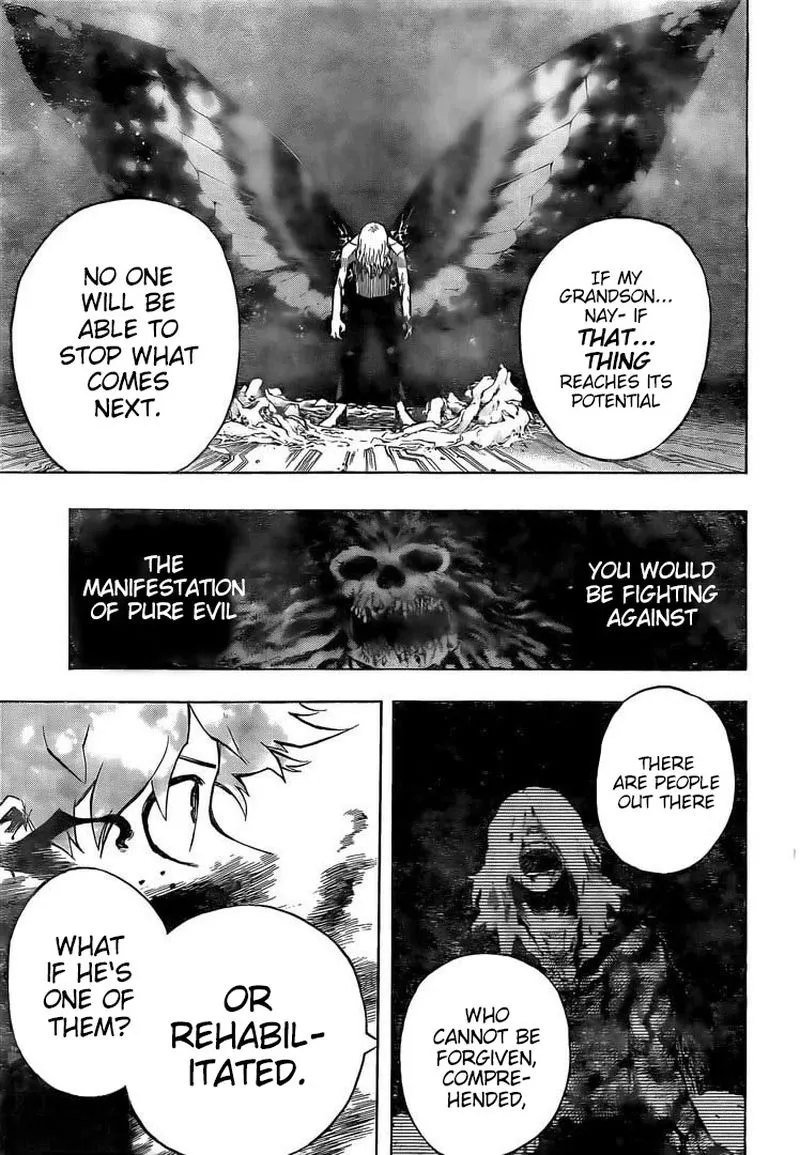 IF MY
GRANDSON...
NAY- IF
THAT...
THING
REACHES ITS
POTENTIAL
NO ONE
WILL BE
ABLE TO
STOP WHAT
COMES
NEXT.
YOU WOULD
BE FIGHTING
AGAINST
THE
MANIFESTATION
OF PURE EVIL
THERE
ARE PEOPLE
OUT THERE
WHO
CANNOT BE
FORGIVEN,
COMPRE-
HENDED,
OR
REHABIL-
ITATED.
WHAT
IF HE'S
ONE OF
THEM?